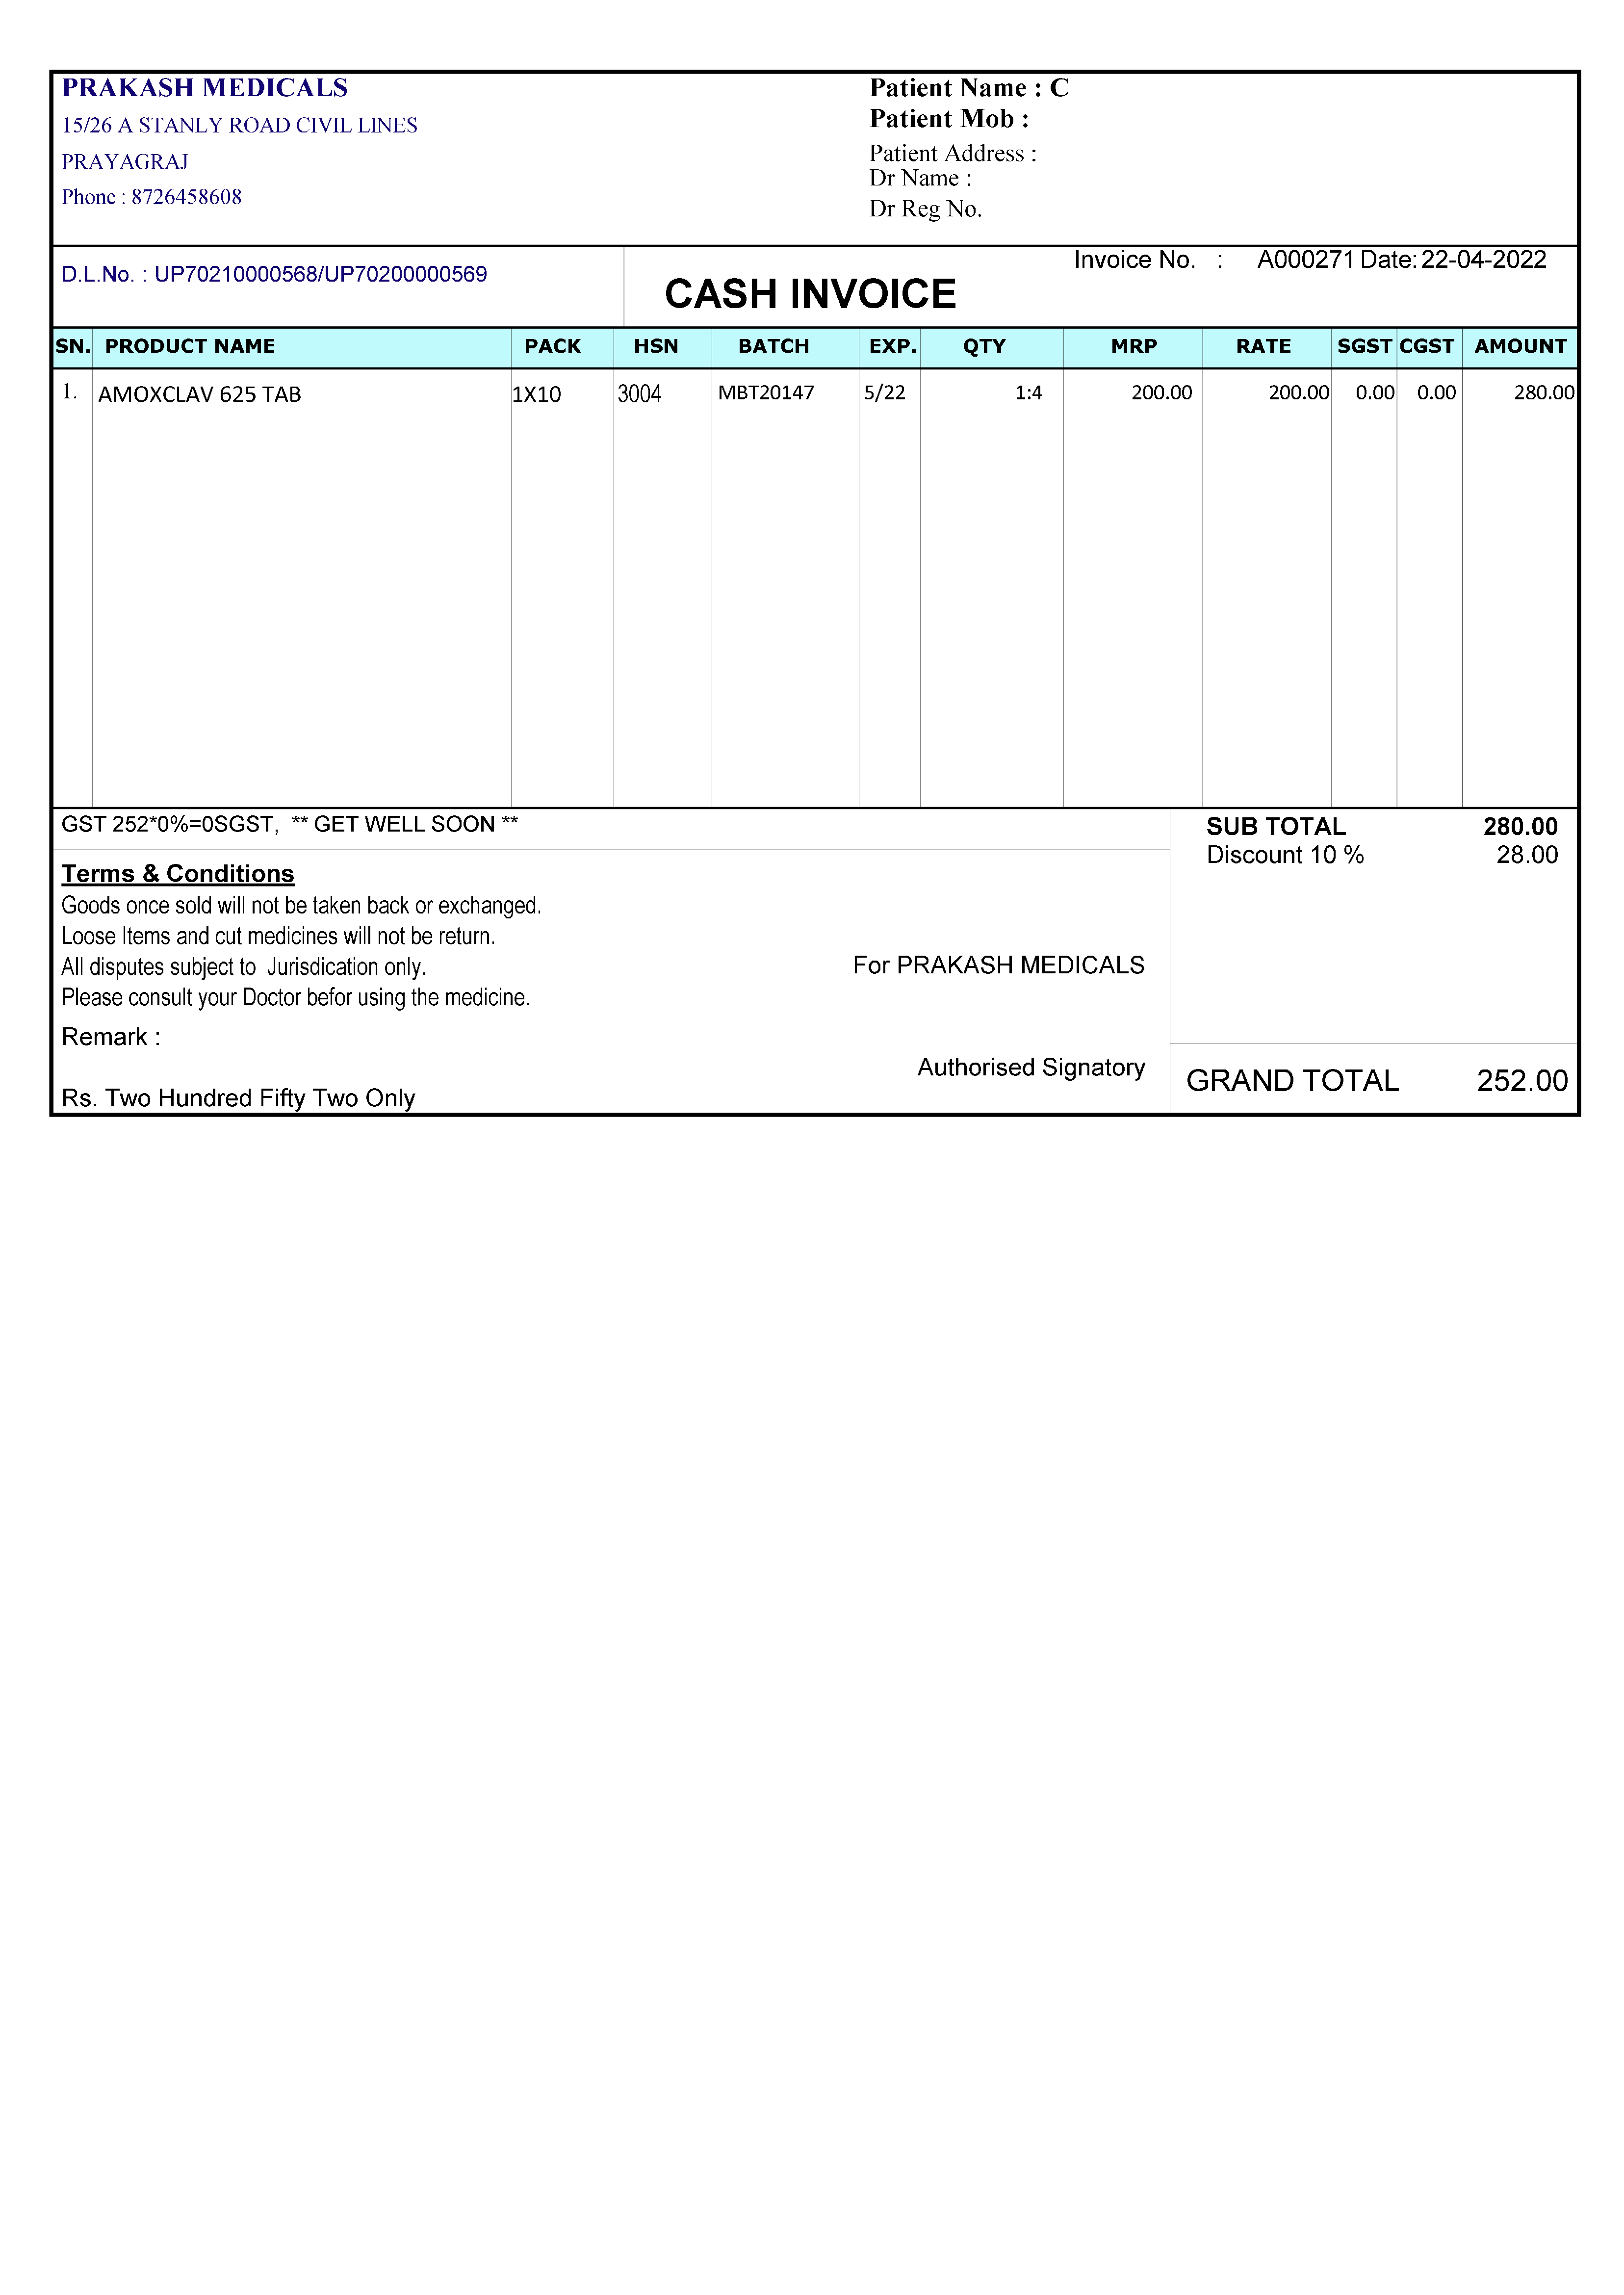 PRAKASH MEDICALS
15/26 A STANLY ROAD CIVIL LINES
PRAYAGRAJ
Phone : 8726458608
Patient Name : C
Patient Mob :
Patient Address :
Dr Name :
Dr Reg No.
D.L.No. : UP70210000568/UP70200000569
CASH INVOICE
Invoice No. : A000271 Date: 22-04-2022
SN. PRODUCT NAME PACK HSN BATCH EXP. QTY MRP RATE SGST CGST AMOUNT
1. AMOXCLAV 625 TAB 1X10 3004 MBT20147 5/22 1:4 200.00 200.00 0.00 0.00 280.00
GST 252*0%=0SGST, ** GET WELL SOON **
SUB TOTAL 280.00
Discount 10 % 28.00
Terms & Conditions
Goods once sold will not be taken back or exchanged.
Loose Items and cut medicines will not be return.
All disputes subject to Jurisdication only.
Please consult your Doctor befor using the medicine.
For PRAKASH MEDICALS
Remark :
Authorised Signatory
GRAND TOTAL 252.00
Rs. Two Hundred Fifty Two Only